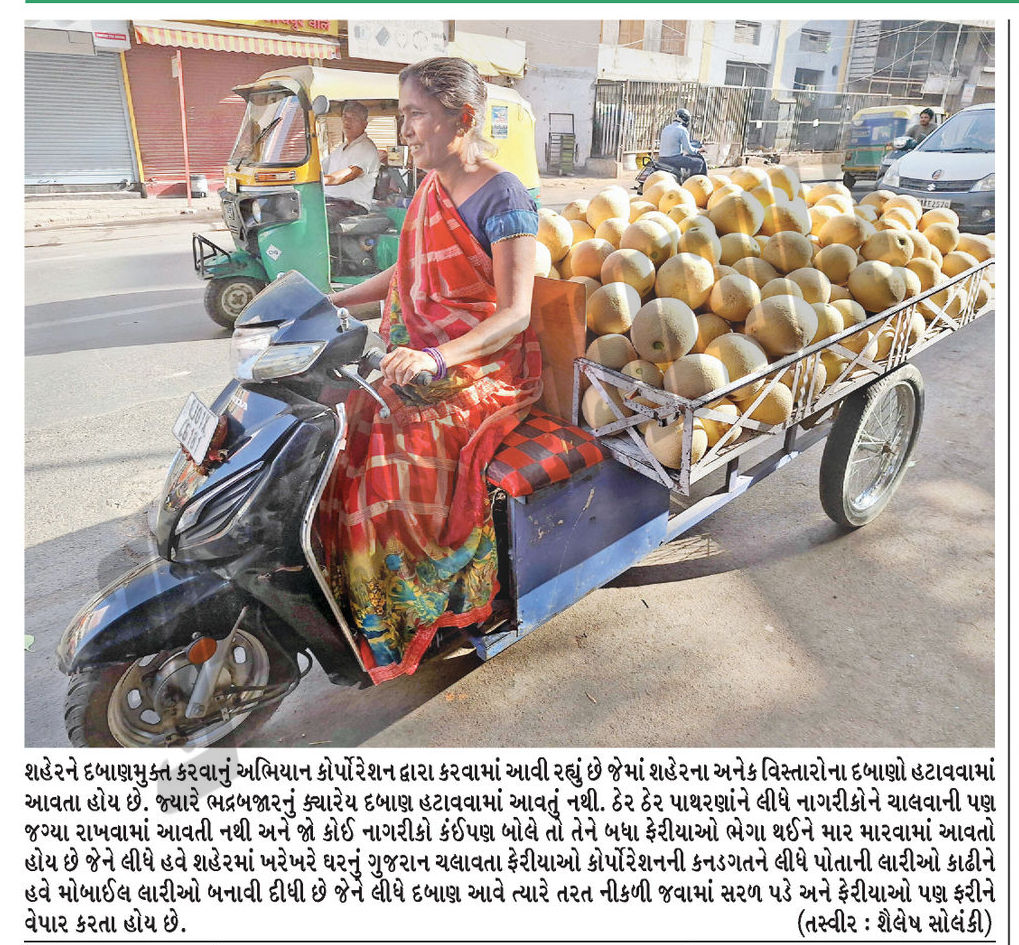 શહેરને દબાણમુક્ત કરવાનું અભિયાન કોર્પોરેશન દ્વારા કરવામાં આવી રહ્યું છે જેમાં શહેરના અનેક વિસ્તારોના દબાણો હટાવવામાં
આવતા હોય છે. જ્યારે ભદ્રબજારનું ક્યારેય દબાણ હટાવવામાં આવતું નથી. ઠેર ઠેર પાથરણાંને લીધે નાગરીકોને ચાલવાની પણ
જગ્યા રાખવામાં આવતી નથી અને જો કોઈ નાગરીકો કંઈપણ બોલે તો તેને બધા ફેરીયાઓ ભેગા થઈને માર મારવામાં આવતો
હોય છે જેને લીધે હવે શહેરમાં ખરેખરે ઘરનું ગુજરાન ચલાવતા ફેરીયાઓ કોર્પોરેશનની કનડગતને લીધે પોતાની લારીઓ કાઢીને
હવે મોબાઈલ લારીઓ બનાવી દીધી છે જેને લીધે દબાણ આવે ત્યારે તરત નીકળી જવામાં સરળ પડે અને ફેરીયાઓ પણ ફરીને
વેપાર કરતા હોય છે. (તસ્વીર : શૈલેષ સોલંકી)